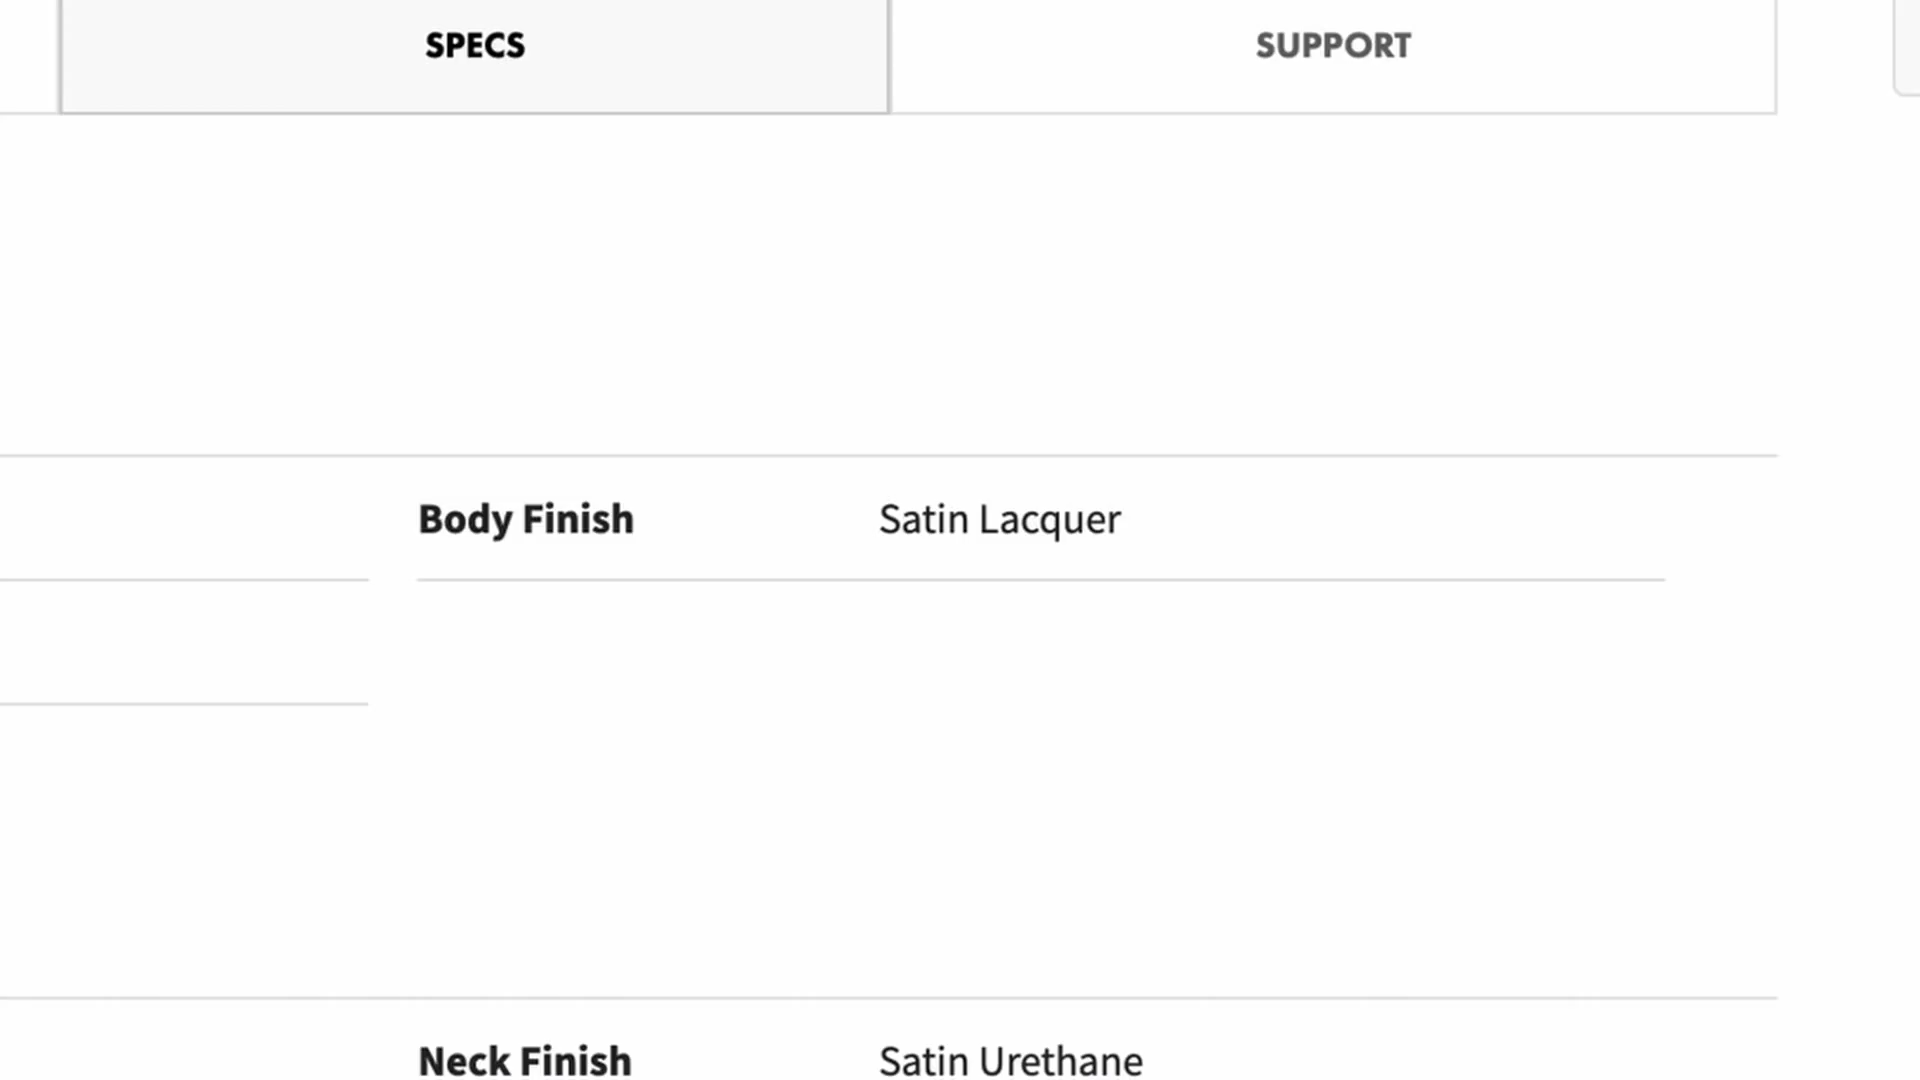 SPECS
SUPPORT
Body Finish
Satin Lacquer
Neck Finish
Satin Urethane